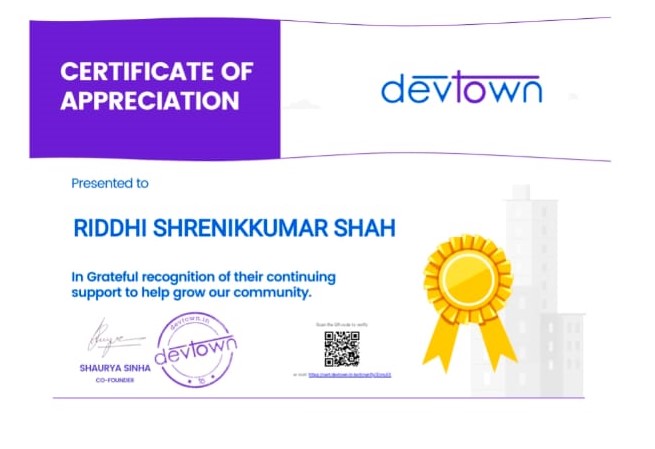 CERTIFICATE OF
APPRECIATION
devtown
Presented to
RIDDHI SHRENIKKUMAR SHAH
In Grateful recognition of their continuing
support to help grow our community.
devtown.in
devtown
SHAURYA SINHA
CO-FOUNDER
Scan the QR code to verify
or visit